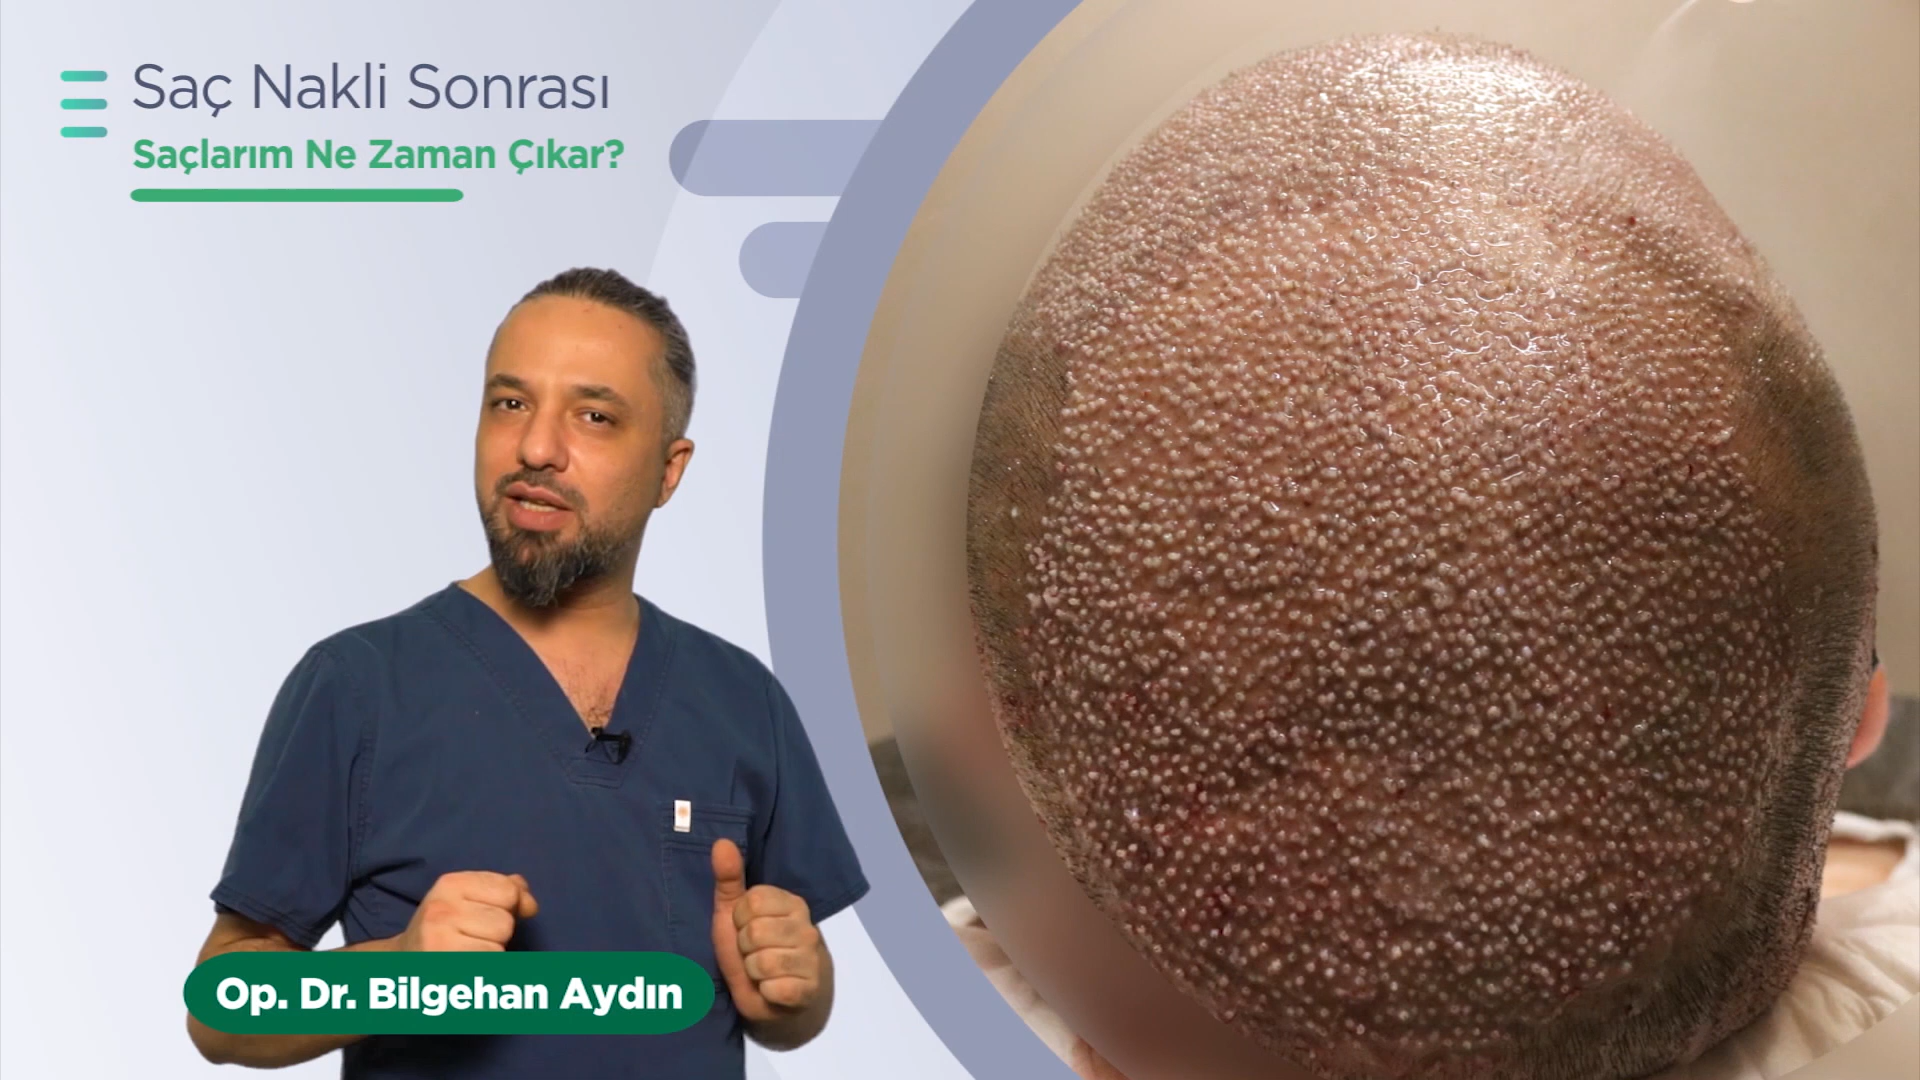 Saç Nakli Sonrası
Saçlarım Ne Zaman Çıkar?
Op. Dr. Bilgehan Aydın